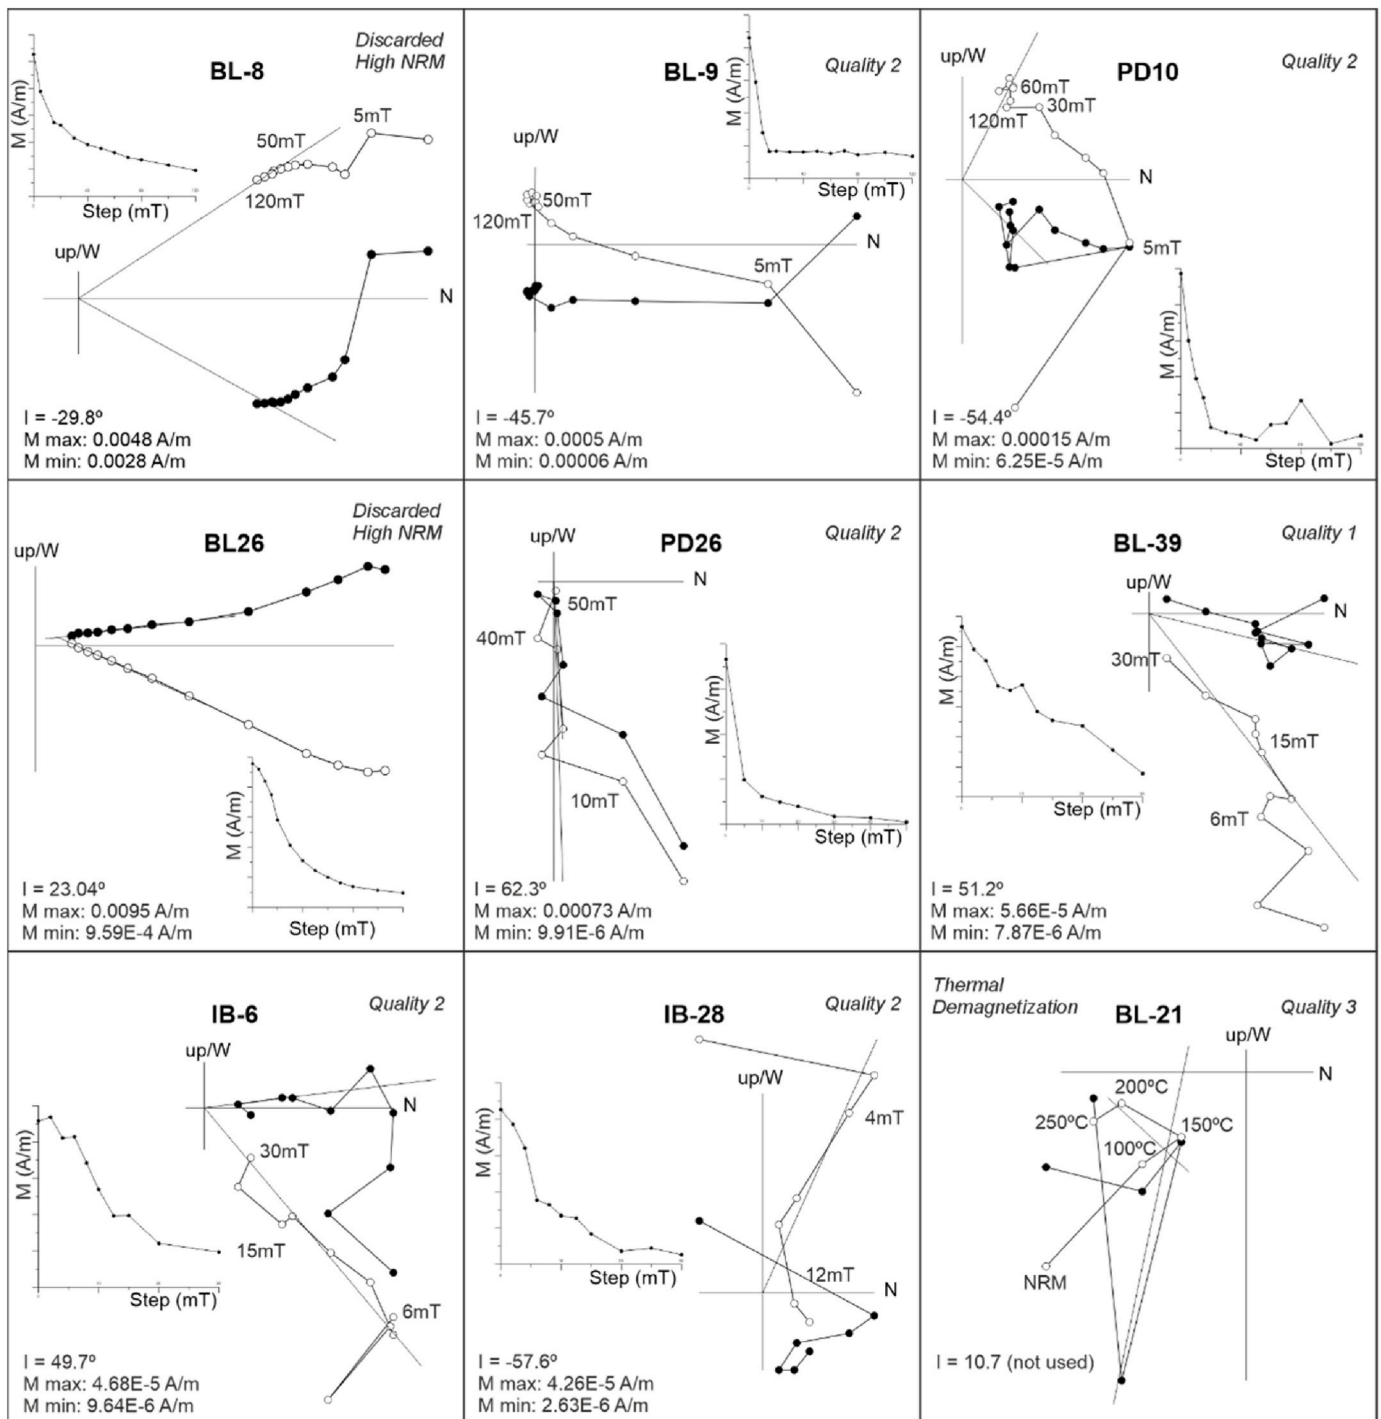 Discarded
High NRM
BL-8
M (A/m)
Step (mT)
5mT
50mT
120mT
up/W
N
I = -29.8º
M max: 0.0048 A/m
M min: 0.0028 A/m
BL-9
Quality 2
M (A/m)
Step (mT)
up/W
50mT
120mT
N
5mT
I = -45.7º
M max: 0.0005 A/m
M min: 0.00006 A/m
up/W
PD10
Quality 2
60mT
30mT
120mT
N
5mT
M (A/m)
Step (mT)
I = -54.4º
M max: 0.00015 A/m
M min: 6.25E-5 A/m
Discarded
High NRM
BL26
up/W
M (A/m)
Step (mT)
I = 23.04º
M max: 0.0095 A/m
M min: 9.59E-4 A/m
up/W
PD26
Quality 2
N
50mT
40mT
10mT
M (A/m)
Step (mT)
I = 62.3º
M max: 0.00073 A/m
M min: 9.91E-6 A/m
BL-39
Quality 1
up/W
N
30mT
15mT
6mT
M (A/m)
Step (mT)
I = 51.2º
M max: 5.66E-5 A/m
M min: 7.87E-6 A/m
IB-6
Quality 2
up/W
N
30mT
15mT
6mT
M (A/m)
Step (mT)
I = 49.7º
M max: 4.68E-5 A/m
M min: 9.64E-6 A/m
IB-28
Quality 2
up/W
4mT
12mT
N
M (A/m)
Step (mT)
I = -57.6º
M max: 4.26E-5 A/m
M min: 2.63E-6 A/m
Thermal
Demagnetization
BL-21
Quality 3
up/W
N
200ºC
250ºC
150ºC
100ºC
NRM
I = 10.7 (not used)